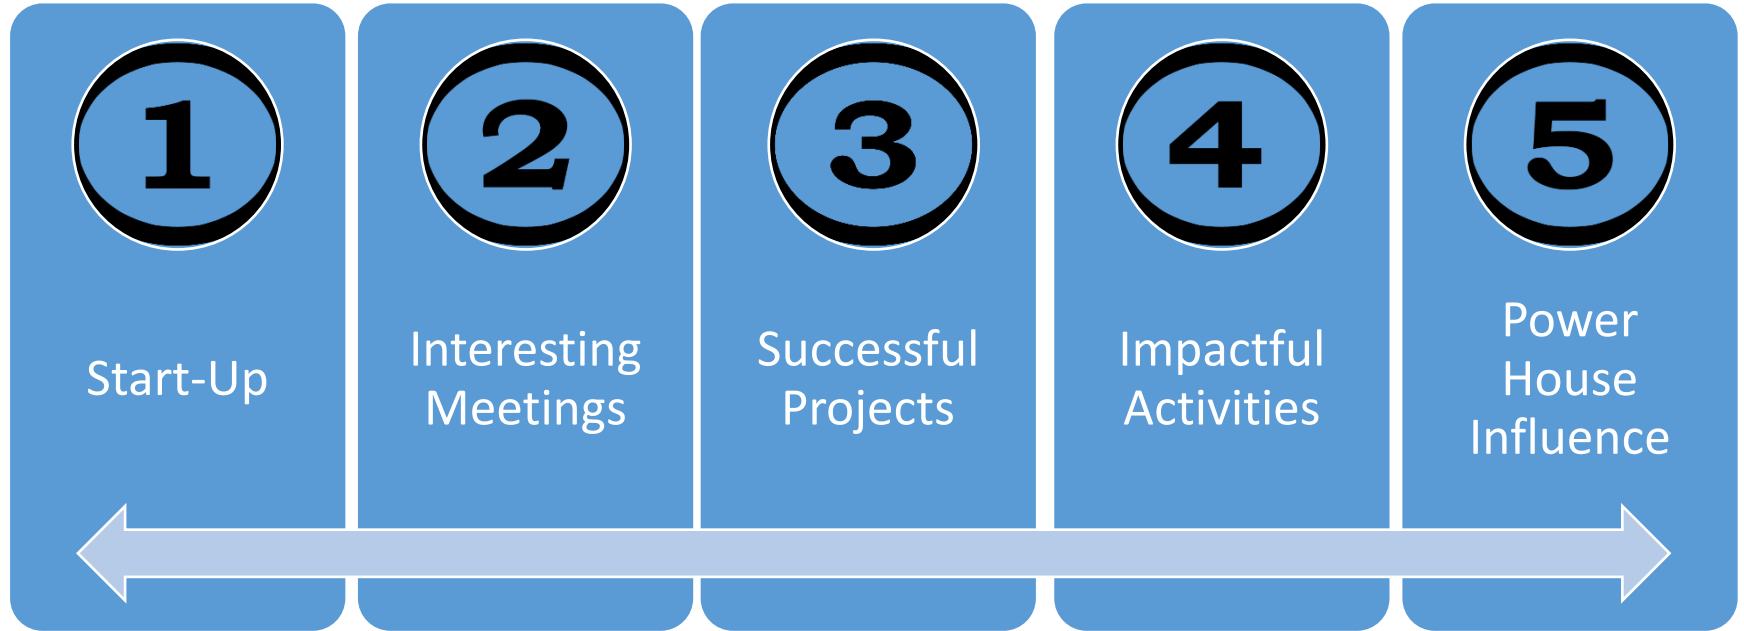 1
Start-Up
2
Interesting
Meetings
3
Successful
Projects
4
Impactful
Activities
5
Power
House
Influence